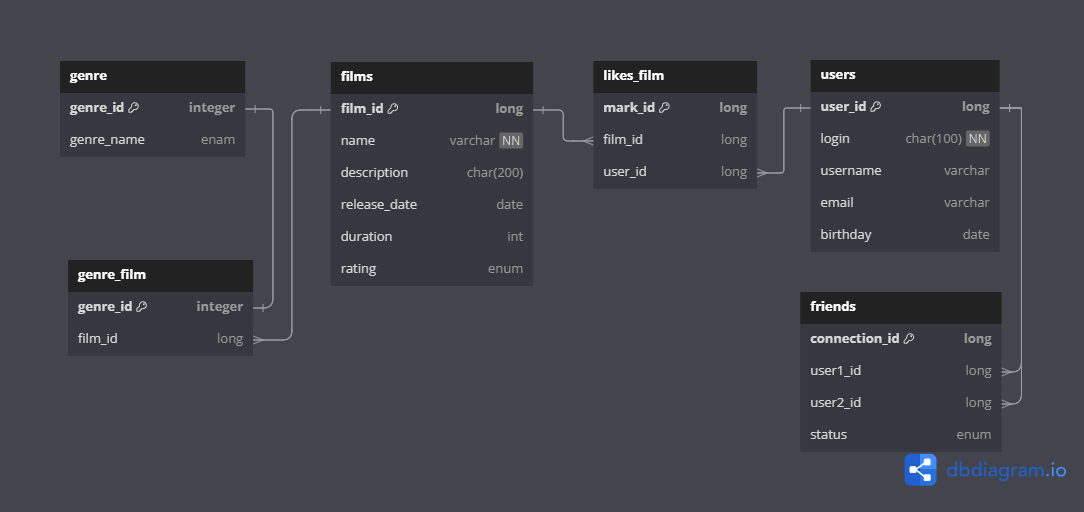 genre
genre_id integer
genre_name enam
films
film_id long
name varchar NN
description char(200)
release_date date
duration int
rating enum
likes_film
mark_id long
film_id long
user_id long
users
user_id long
login char(100) NN
username varchar
email varchar
birthday date
genre_film
genre_id integer
film_id long
friends
connection_id long
user1_id long
user2_id long
status enum
dbdiagram.io